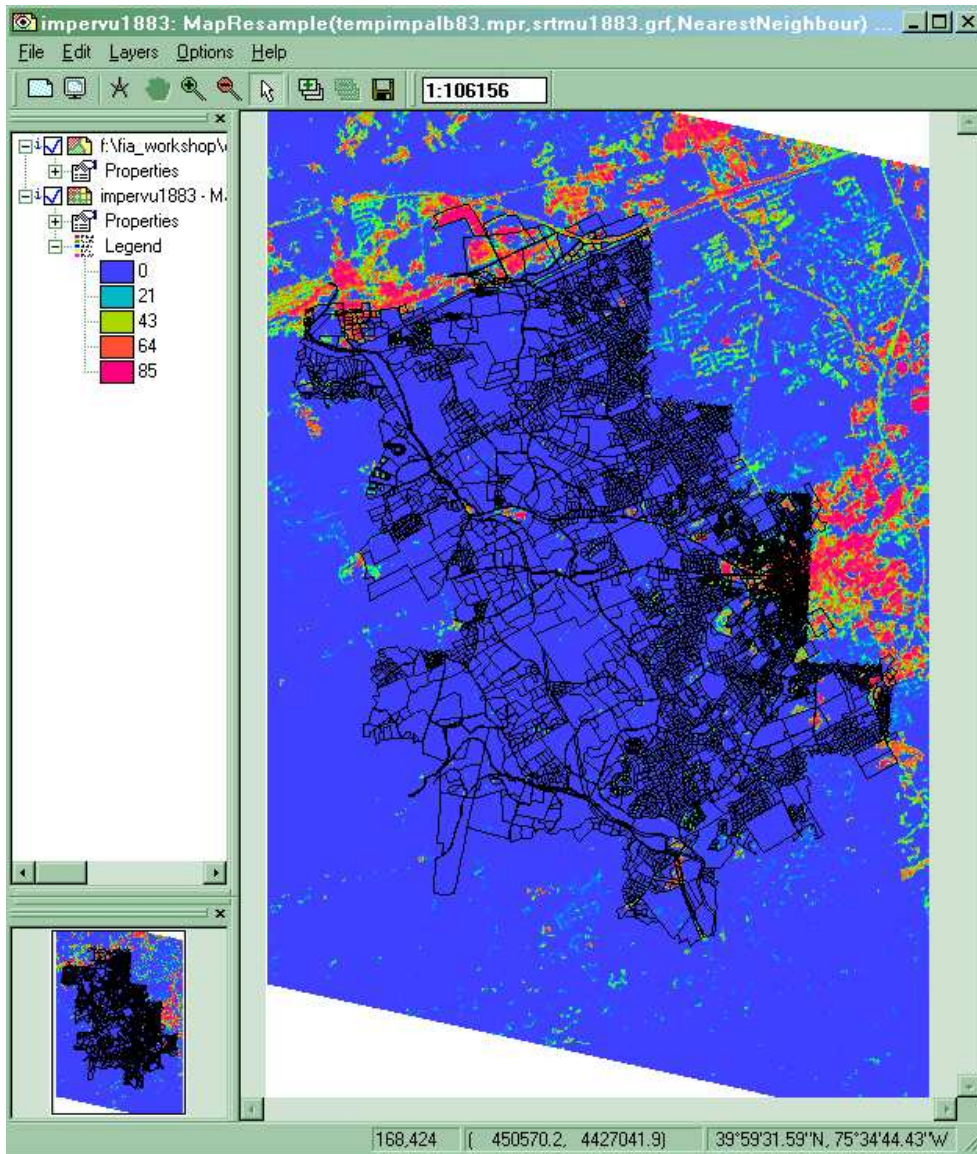 impervu1883: MapResample(tempimpalb83.mpr,srtmu1883.grf,NearestNeighbour) ...
File Edit Layers Options Help
1:106156
f:\fia_workshop\
Properties
impervu1883 - M
Properties
Legend
0
21
43
64
85
168,424 ( 450570.2, 4427041.9) 39°59'31.59"N, 75°34'44.43"W